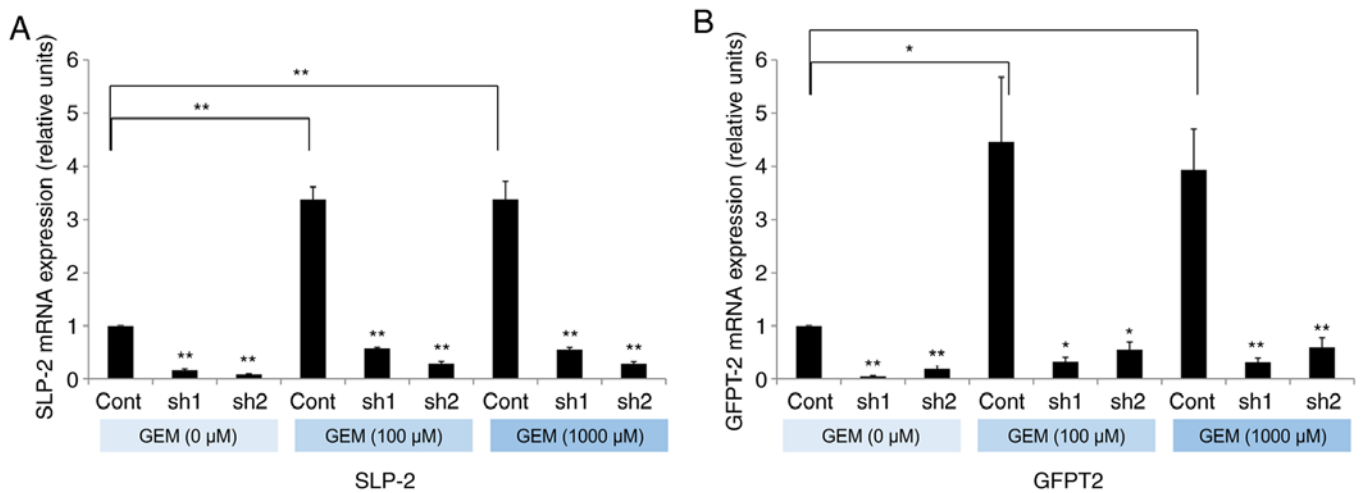 A
SLP-2 mRNA expression (relative units)
6
5
4
3
2
1
0
**
**
**
**
**
**
**
**
Cont sh1 sh2 Cont sh1 sh2 Cont sh1 sh2
GEM (0 μM) GEM (100 μM) GEM (1000 μM)
SLP-2
B
GFPT-2 mRNA expression (relative units)
6
5
4
3
2
1
0
*
**
**
*
*
**
**
Cont sh1 sh2 Cont sh1 sh2 Cont sh1 sh2
GEM (0 μM) GEM (100 μM) GEM (1000 μM)
GFPT2